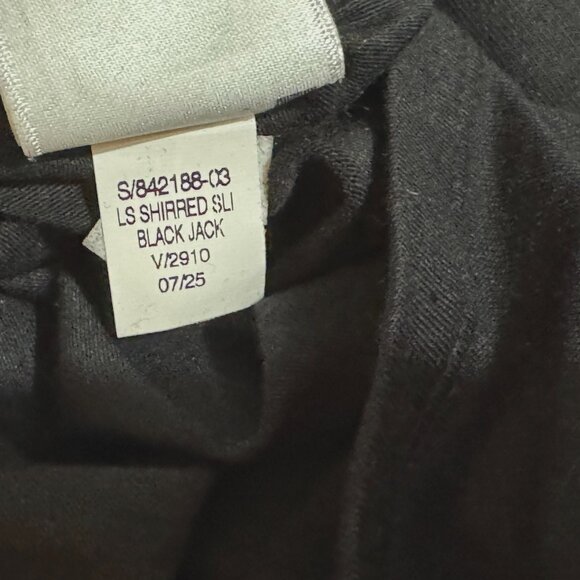 S/842188-03
LS SHIRRED SLI
BLACK JACK
V/2910
07/25